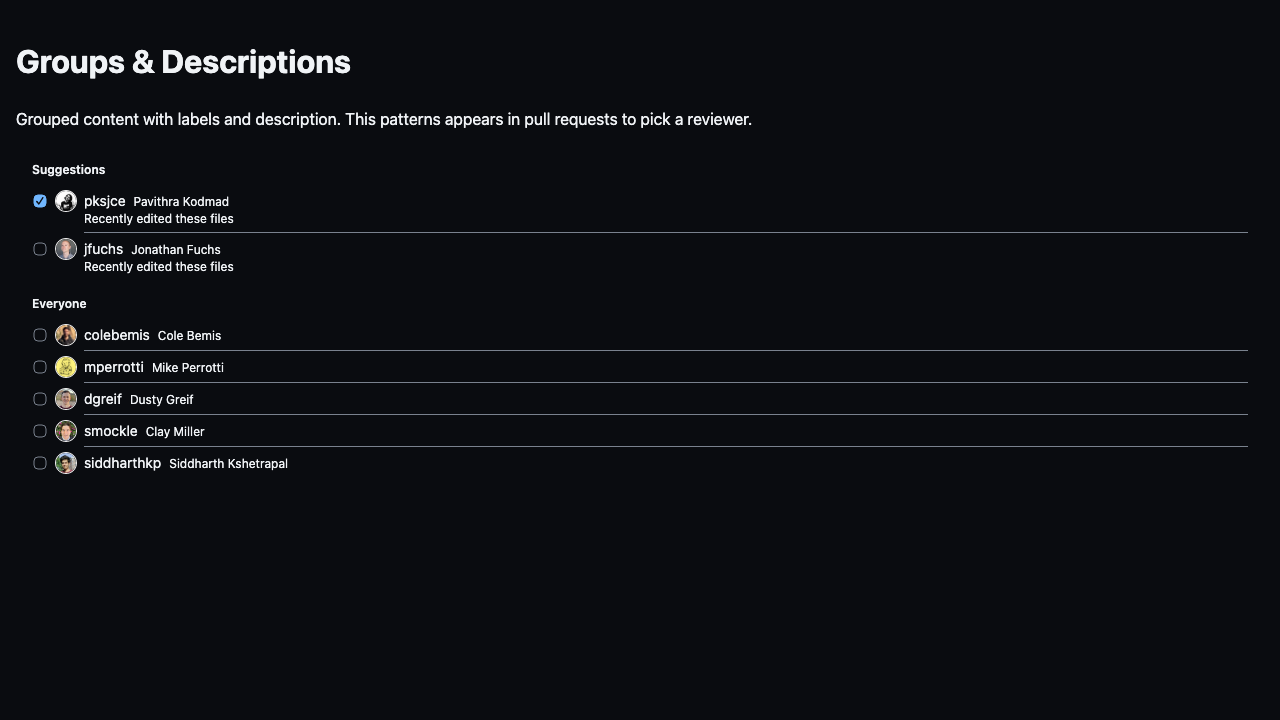 Groups & Descriptions
Grouped content with labels and description. This patterns appears in pull requests to pick a reviewer.
Suggestions
pksjce Pavithra Kodmad
Recently edited these files
jfuchs Jonathan Fuchs
Recently edited these files
Everyone
colebemis Cole Bemis
mperrotti Mike Perrotti
dgreif Dusty Greif
smockle Clay Miller
siddharthkp Siddharth Kshetrapal